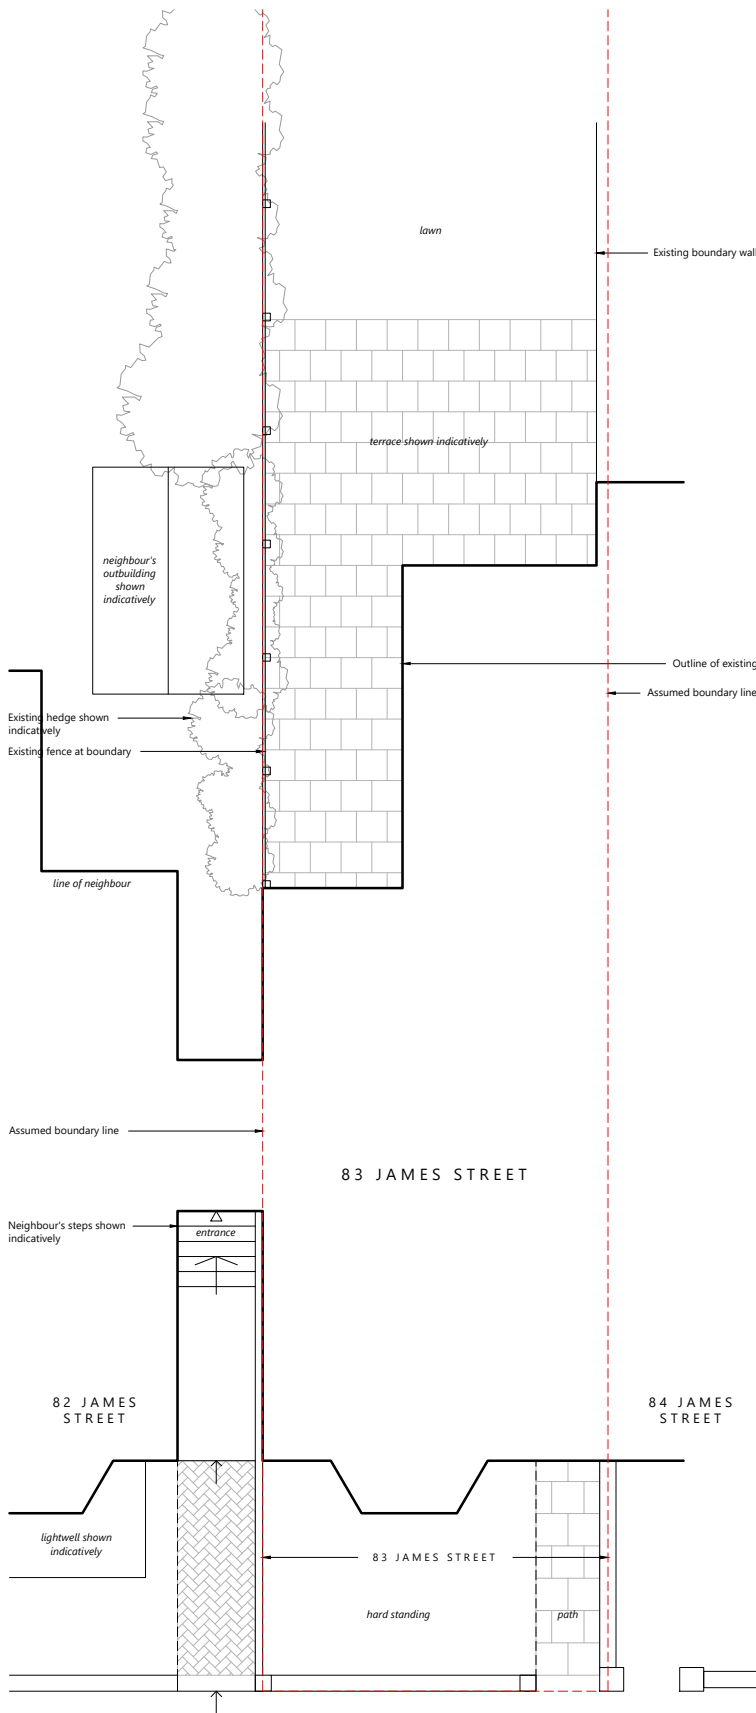 lawn
Existing boundary wall
terrace shown indicatively
neighbour's
outbuilding
shown
indicatively
Outline of existing
Assumed boundary line
Existing hedge shown
indicatively
Existing fence at boundary
line of neighbour
Assumed boundary line
83 JAMES STREET
Neighbour's steps shown
indicatively
entrance
82 JAMES
STREET
84 JAMES
STREET
lightwell shown
indicatively
83 JAMES STREET
hard standing
path